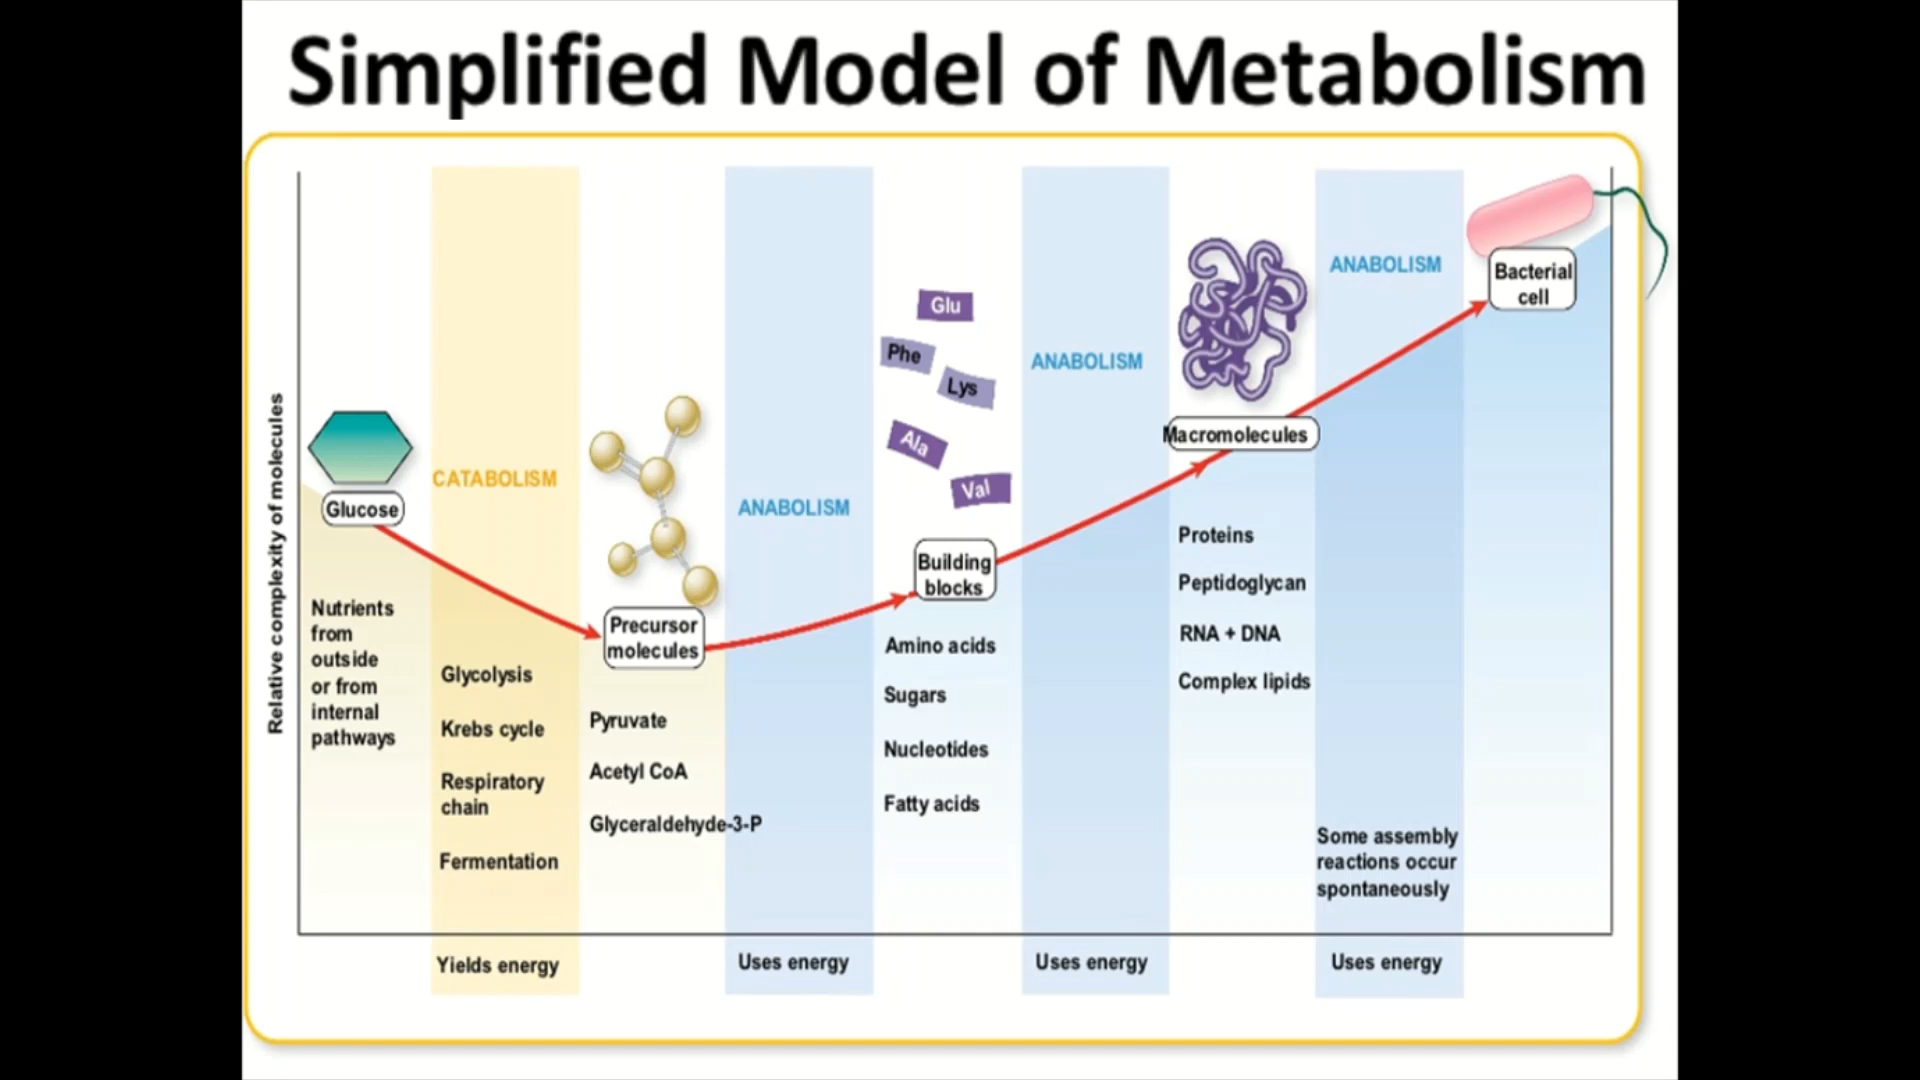 Simplified Model of Metabolism
Relative complexity of molecules
Glucose
Nutrients
from
outside
or from
internal
pathways
CATABOLISM
Glycolysis
Krebs cycle
Respiratory
chain
Fermentation
Yields energy
Precursor
molecules
Pyruvate
Acetyl CoA
Glyceraldehyde-3-P
ANABOLISM
Uses energy
Glu
Phe
Lys
Ala
Val
Building
blocks
Amino acids
Sugars
Nucleotides
Fatty acids
ANABOLISM
Uses energy
Macromolecules
Proteins
Peptidoglycan
RNA + DNA
Complex lipids
ANABOLISM
Some assembly
reactions occur
spontaneously
Uses energy
Bacterial
cell